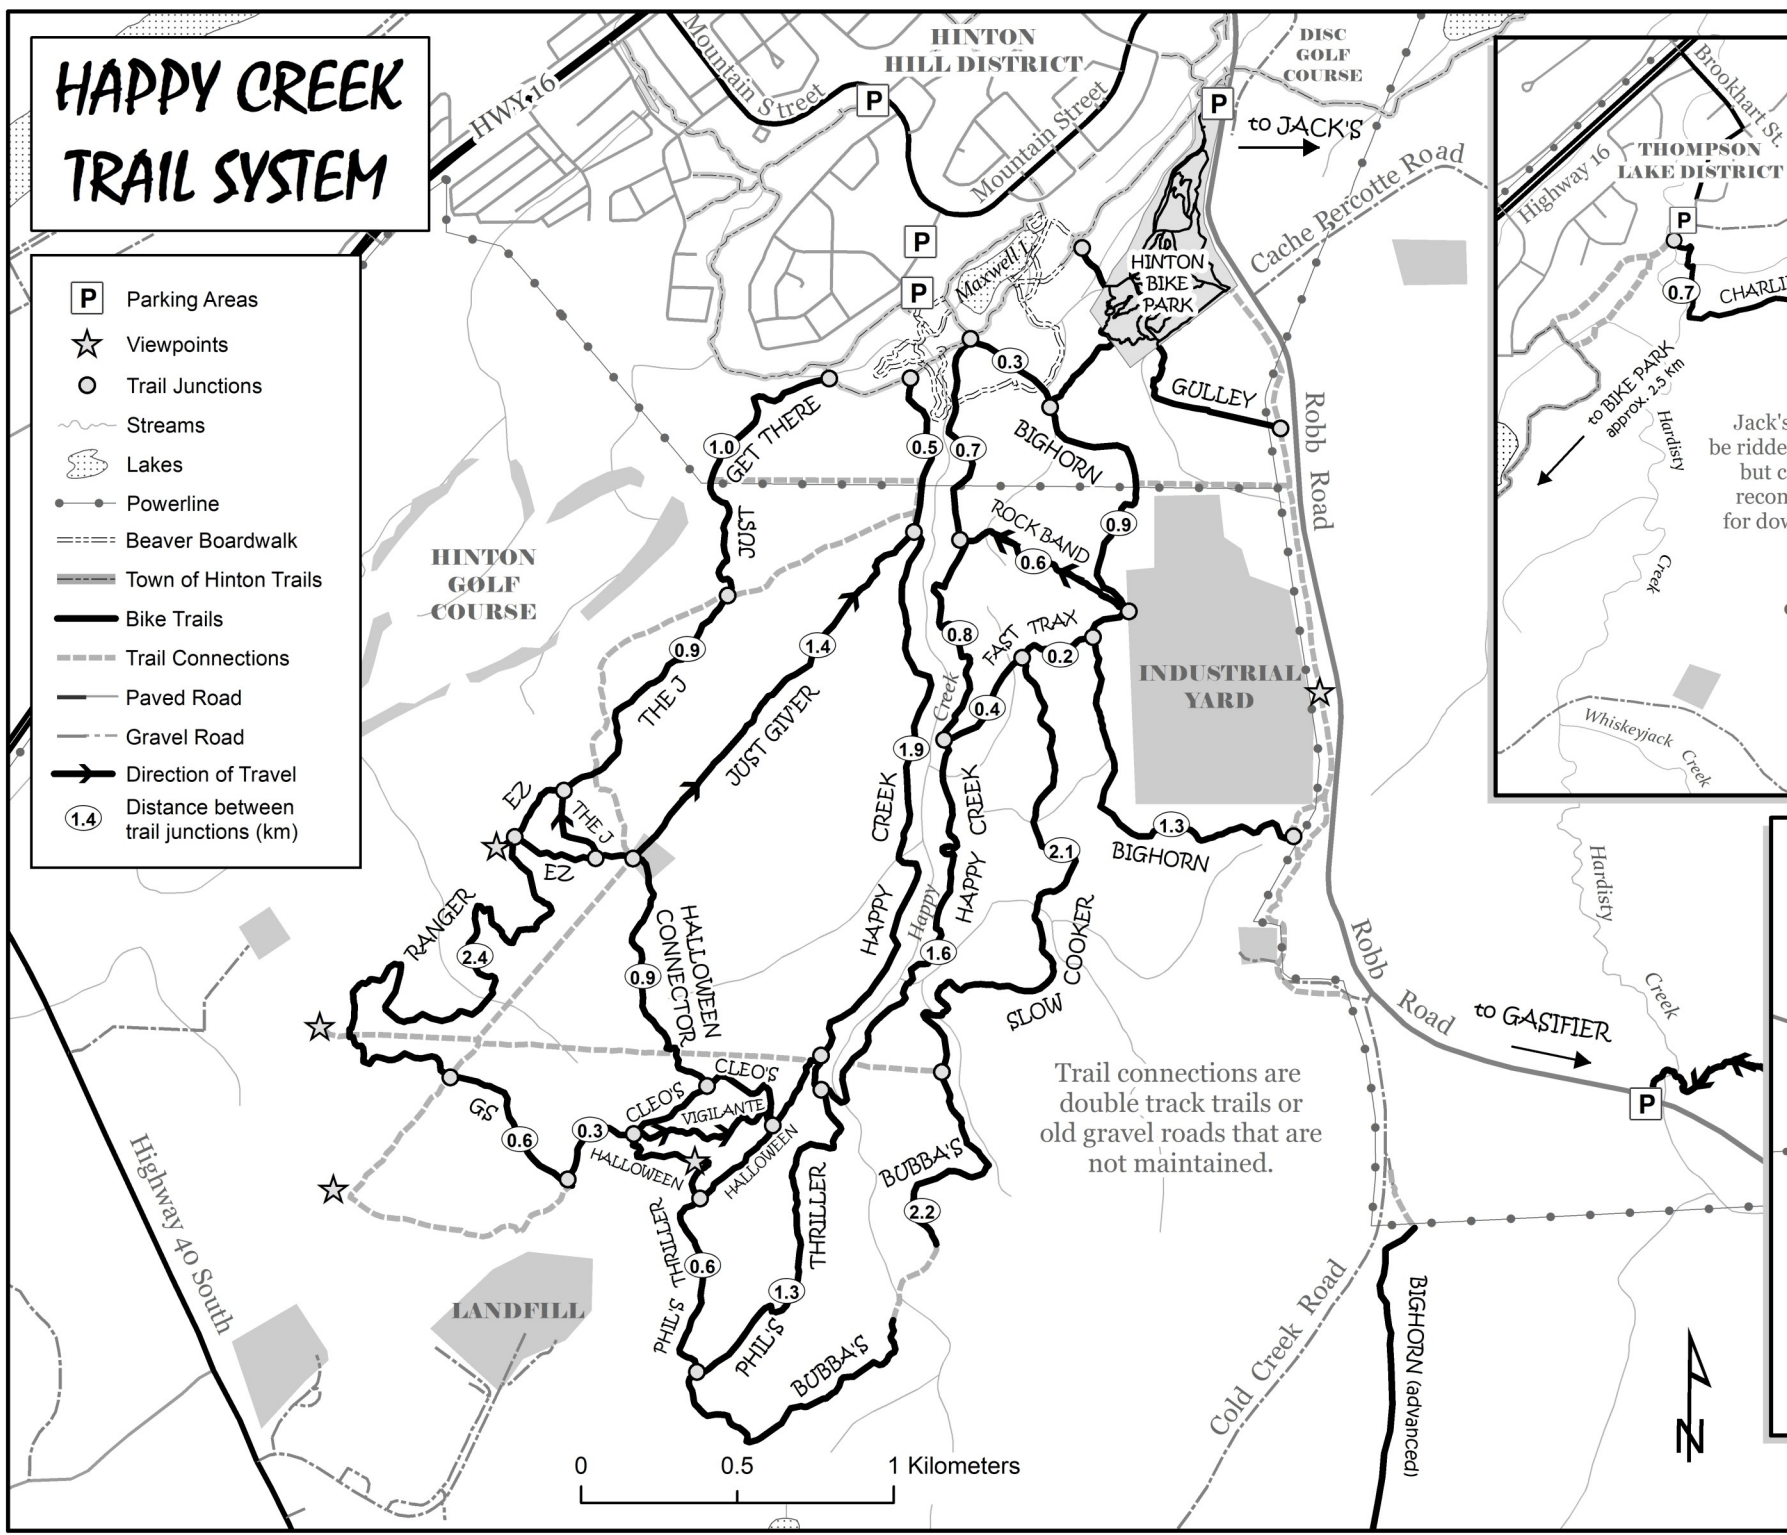 HAPPY CREEK
TRAIL SYSTEM
P Parking Areas
Viewpoints
Trail Junctions
Streams
Lakes
Powerline
Beaver Boardwalk
Town of Hinton Trails
Bike Trails
Trail Connections
Paved Road
Gravel Road
Direction of Travel
1.4 Distance between
trail junctions (km)
HWY 16
Mountain Street
HINTON
HILL DISTRICT
Mountain Street
P
P
P
P
DISC
GOLF
COURSE
to JACK'S
Cache Percotte Road
Maxwell L.
HINTON
BIKE
PARK
0.3
GULLEY
BIGHORN
1.0
GET THERE
JUST
0.5
0.7
ROCK BAND
0.6
0.9
Robb Road
HINTON
GOLF
COURSE
0.9
THE J
1.4
JUST GIV'ER
0.8
FAST TRAX
0.2
0.4
Creek
INDUSTRIAL
YARD
1.9
CREEK
HAPPY
CREEK
HAPPY
Happy
1.6
1.3
BIGHORN
2.1
SLOW COOKER
EZ
THE J
EZ
RANGER
2.4
HALLOWEEN
CONNECTOR
0.9
Robb
Road
to GASIFIER
P
CLEO'S
CLEO'S
VIGILANTE
GS
0.6
0.3
HALLOWEEN
HALLOWEEN
THRILLER
0.6
PHIL'S
THRILLER
1.3
PHIL'S
BUBBA'S
2.2
BUBBA'S
Trail connections are
double track trails or
old gravel roads that are
not maintained.
Highway 40 South
LANDFILL
Cold Creek Road
BIGHORN (advanced)
N
0 0.5 1 Kilometers
Brookhart St.
Highway 16
THOMPSON
LAKE DISTRICT
P
0.7
CHARLI
to BIKE PARK
approx. 2.5 km
Hardisty
Creek
Jack's
be ridde
but c
recon
for dow
Whiskeyjack
Creek
Hardisty
Creek